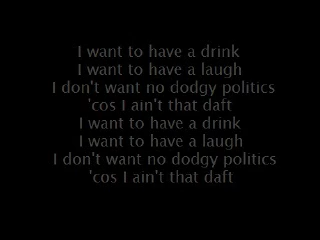 I want to have a drink
I want to have a laugh
I don't want no dodgy politics
'cos I ain't that daft
I want to have a drink
I want to have a laugh
I don't want no dodgy politics
'cos I ain't that daft